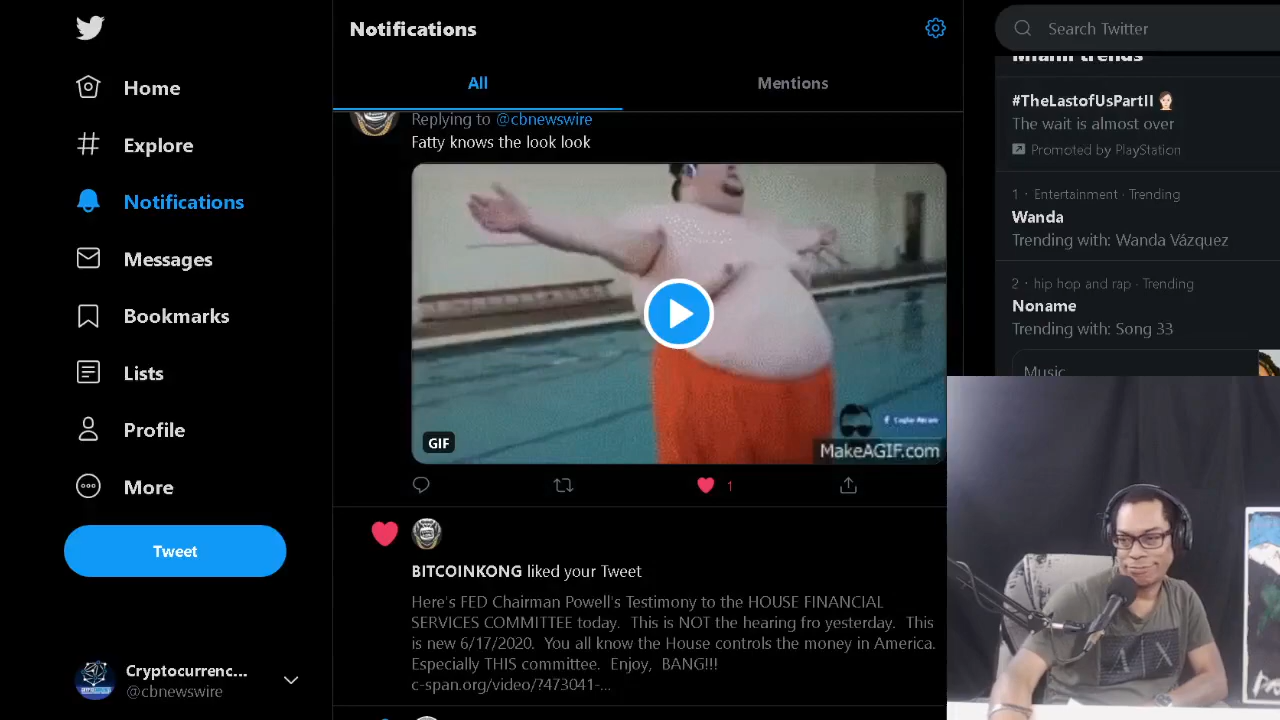 Home
Explore
Notifications
Messages
Bookmarks
Lists
Profile
More
Tweet
Cryptocurrenc...
@cbnewswire
Notifications
All
Mentions
Replying to @cbnewswire
Fatty knows the look look
GIF
MakeAGIF.com
1
BITCOINKONG liked your Tweet
Here's FED Chairman Powell's Testimony to the HOUSE FINANCIAL
SERVICES COMMITTEE today. This is NOT the hearing fro yesterday. This
is new 6/17/2020. You all know the House controls the money in America.
Especially THIS committee. Enjoy, BANG!!!
c-span.org/video/?473041-...
Search Twitter
Miami trends
#TheLastofUsPartII
The wait is almost over
Promoted by PlayStation
1 · Entertainment · Trending
Wanda
Trending with: Wanda Vázquez
2 · hip hop and rap · Trending
Noname
Trending with: Song 33
Music